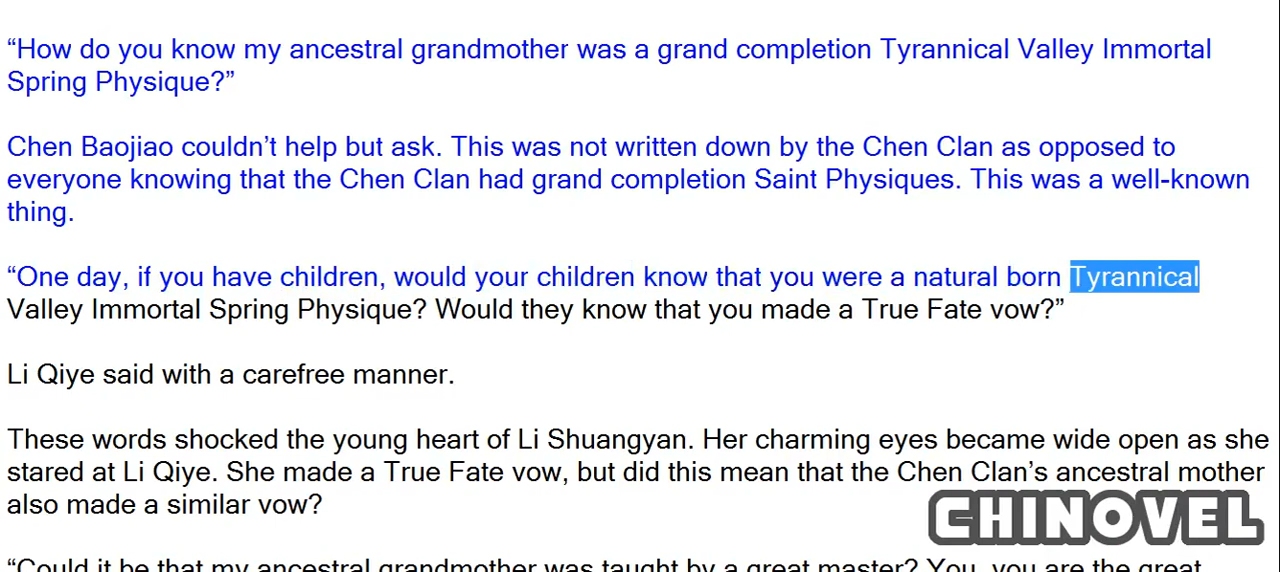 “How do you know my ancestral grandmother was a grand completion Tyrannical Valley Immortal
Spring Physique?”
Chen Baojiao couldn’t help but ask. This was not written down by the Chen Clan as opposed to
everyone knowing that the Chen Clan had grand completion Saint Physiques. This was a well-known
thing.
“One day, if you have children, would your children know that you were a natural born Tyrannical
Valley Immortal Spring Physique? Would they know that you made a True Fate vow?”
Li Qiye said with a carefree manner.
These words shocked the young heart of Li Shuangyan. Her charming eyes became wide open as she
stared at Li Qiye. She made a True Fate vow, but did this mean that the Chen Clan’s ancestral mother
also made a similar vow?
CHINOVEL
“Could it be that my ancestral grandmother was taught by a great master? You, you are the great